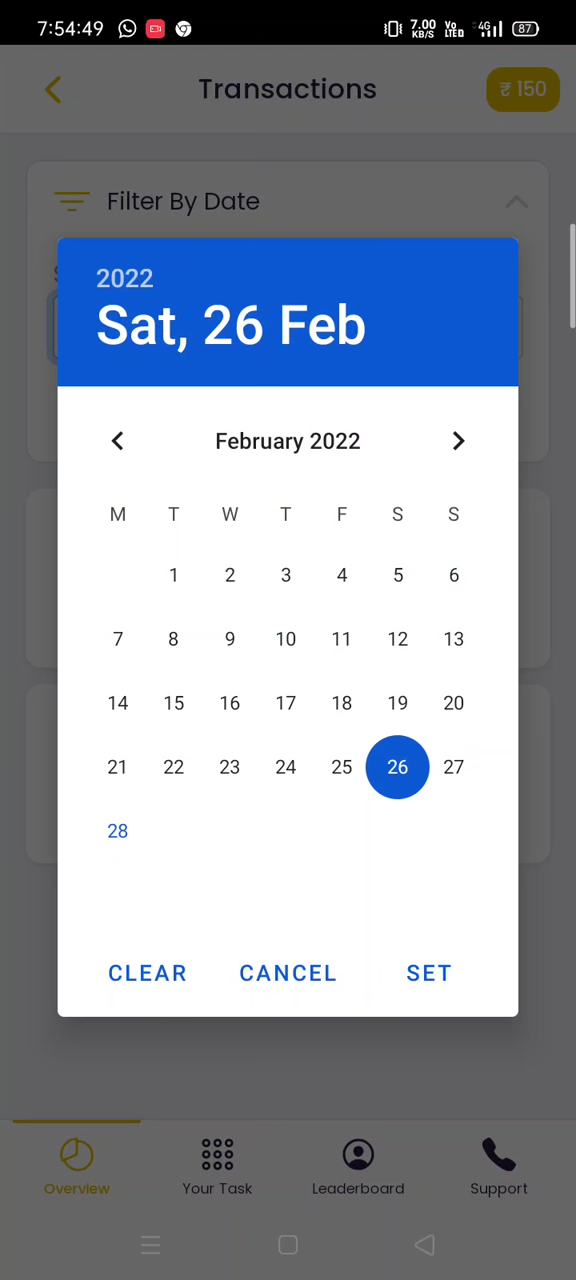 7:54:49 7.00 KB/S Vo LTE 4G 87
Transactions ₹ 150
Filter By Date
S
2022
Sat, 26 Feb
February 2022
M T W T F S S
1 2 3 4 5 6
7 8 9 10 11 12 13
14 15 16 17 18 19 20
21 22 23 24 25 26 27
28
CLEAR CANCEL SET
Overview Your Task Leaderboard Support